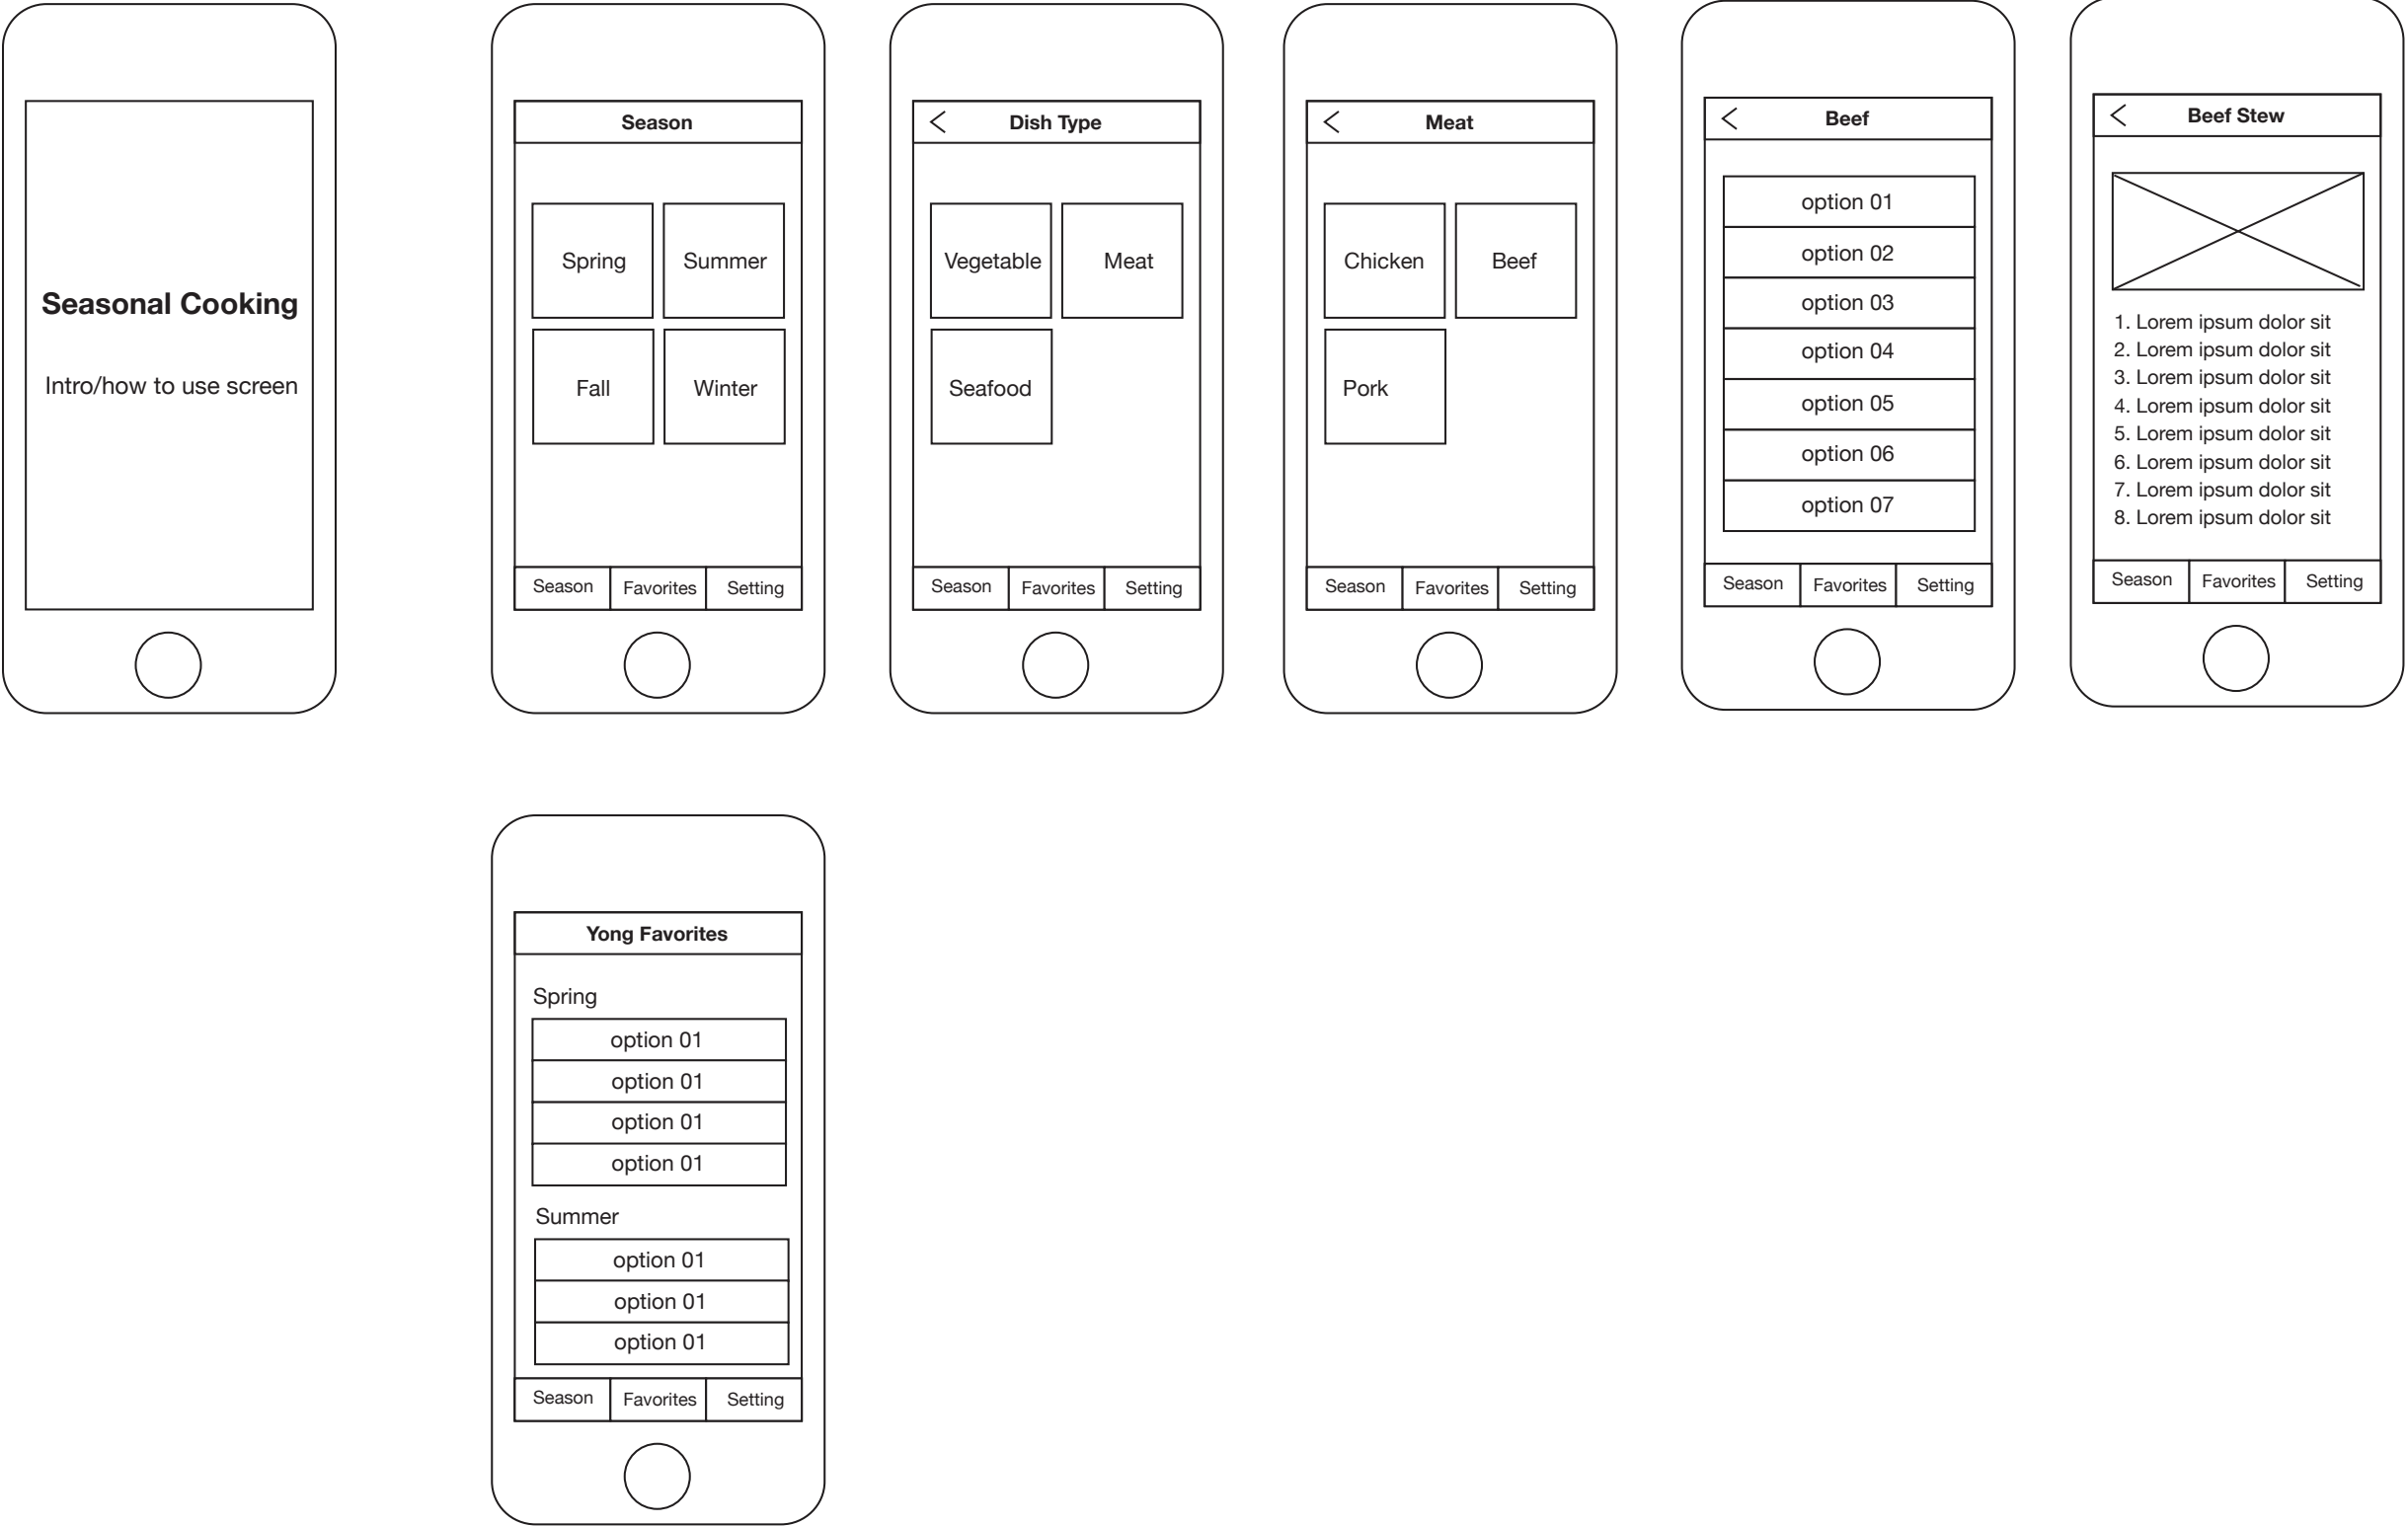 Seasonal Cooking
Intro/how to use screen
Season
Spring
Summer
Fall
Winter
Season
Favorites
Setting
Dish Type
Vegetable
Meat
Seafood
Season
Favorites
Setting
Meat
Chicken
Beef
Pork
Season
Favorites
Setting
Beef
option 01
option 02
option 03
option 04
option 05
option 06
option 07
Season
Favorites
Setting
Beef Stew
1. Lorem ipsum dolor sit
2. Lorem ipsum dolor sit
3. Lorem ipsum dolor sit
4. Lorem ipsum dolor sit
5. Lorem ipsum dolor sit
6. Lorem ipsum dolor sit
7. Lorem ipsum dolor sit
8. Lorem ipsum dolor sit
Season
Favorites
Setting
Yong Favorites
Spring
option 01
option 01
option 01
option 01
Summer
option 01
option 01
option 01
Season
Favorites
Setting